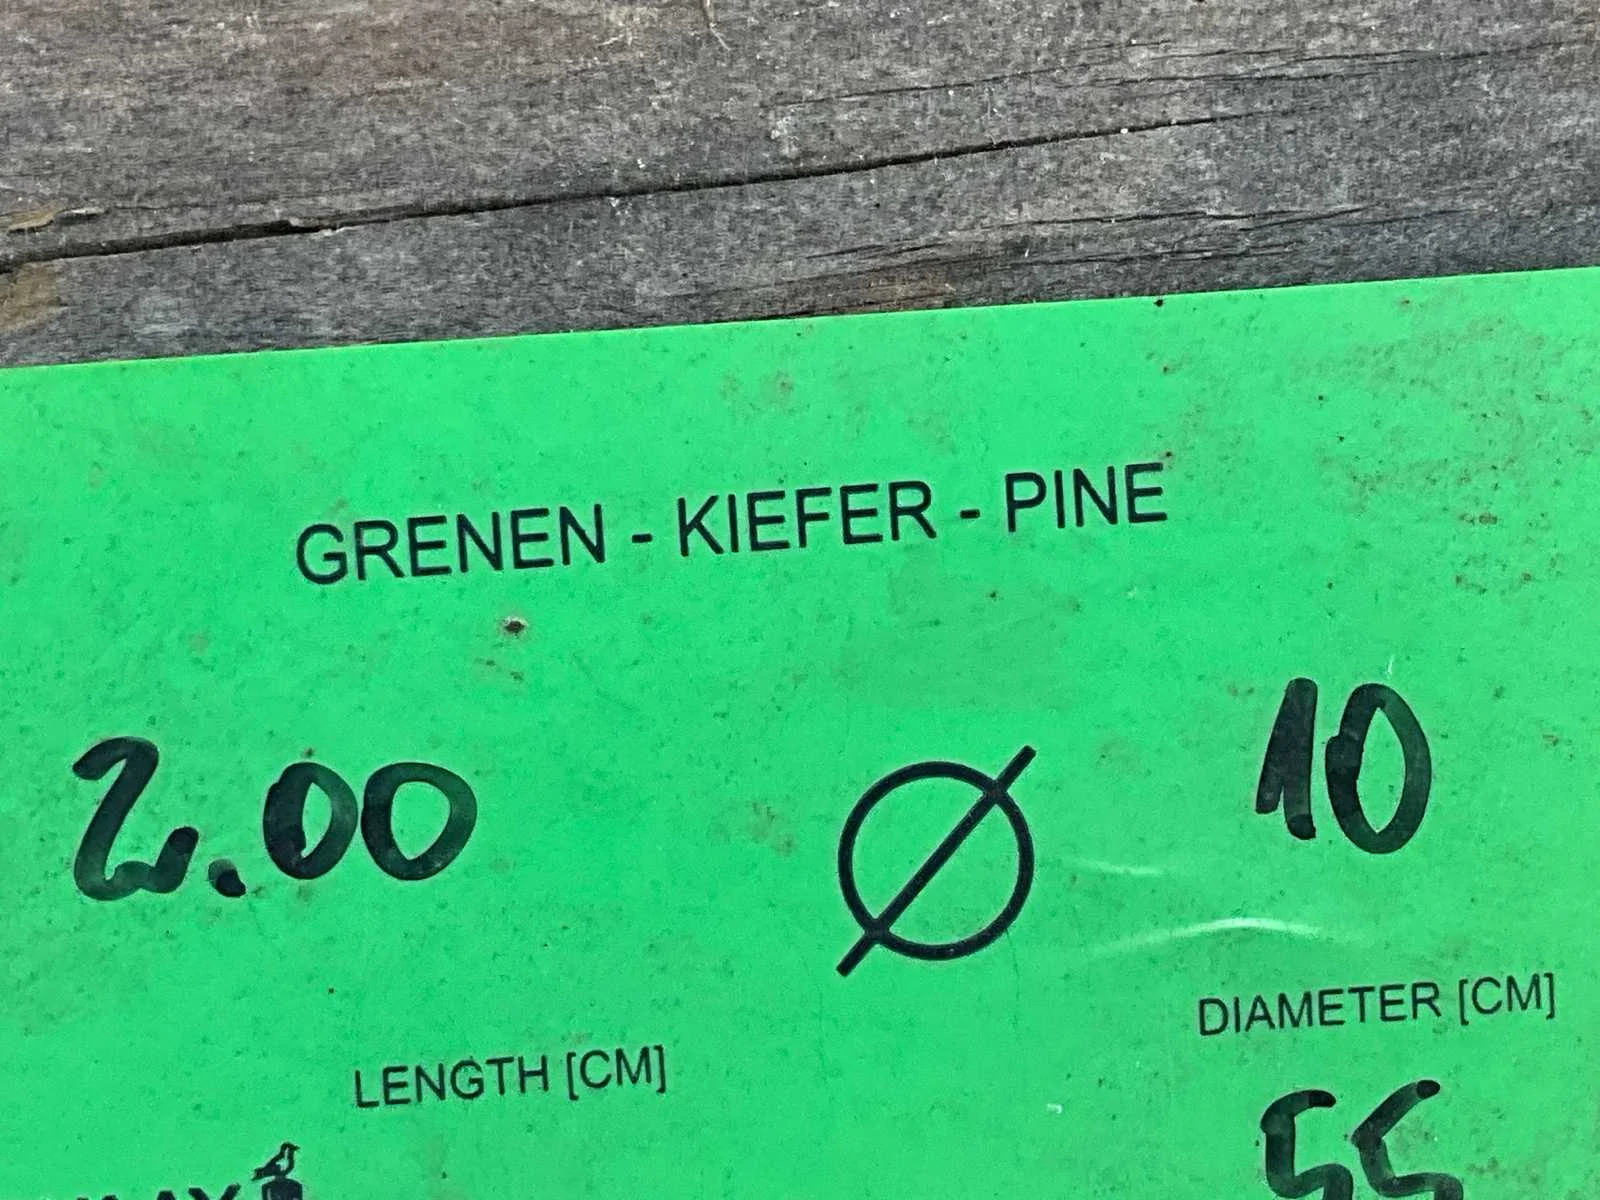 GRENEN - KIEFER - PINE
2.00 Ø 10
DIAMETER [CM]
LENGTH [CM]
55